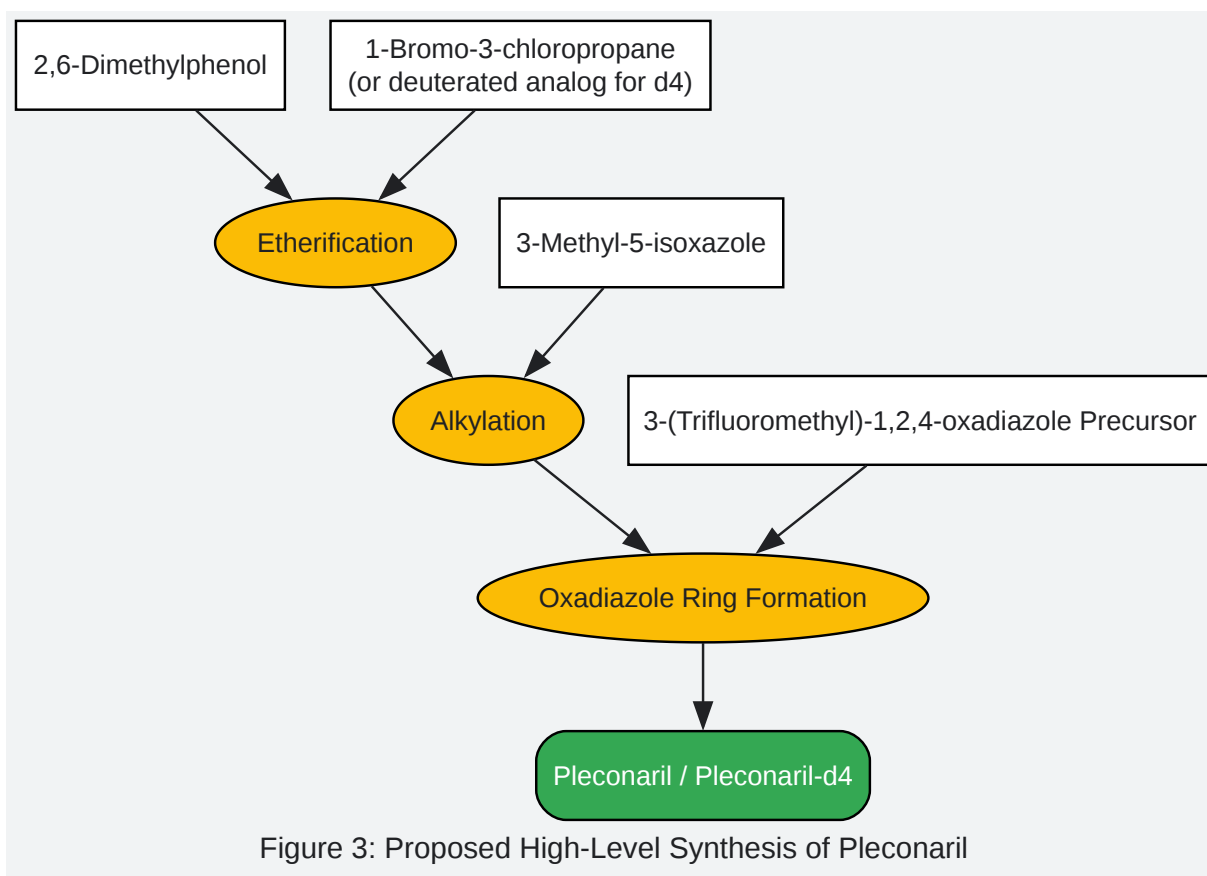 2,6-Dimethylphenol
1-Bromo-3-chloropropane
(or deuterated analog for d4)
Etherification
3-Methyl-5-isoxazole
Alkylation
3-(Trifluoromethyl)-1,2,4-oxadiazole Precursor
Oxadiazole Ring Formation
Pleconaril / Pleconaril-d4
Figure 3: Proposed High-Level Synthesis of Pleconaril